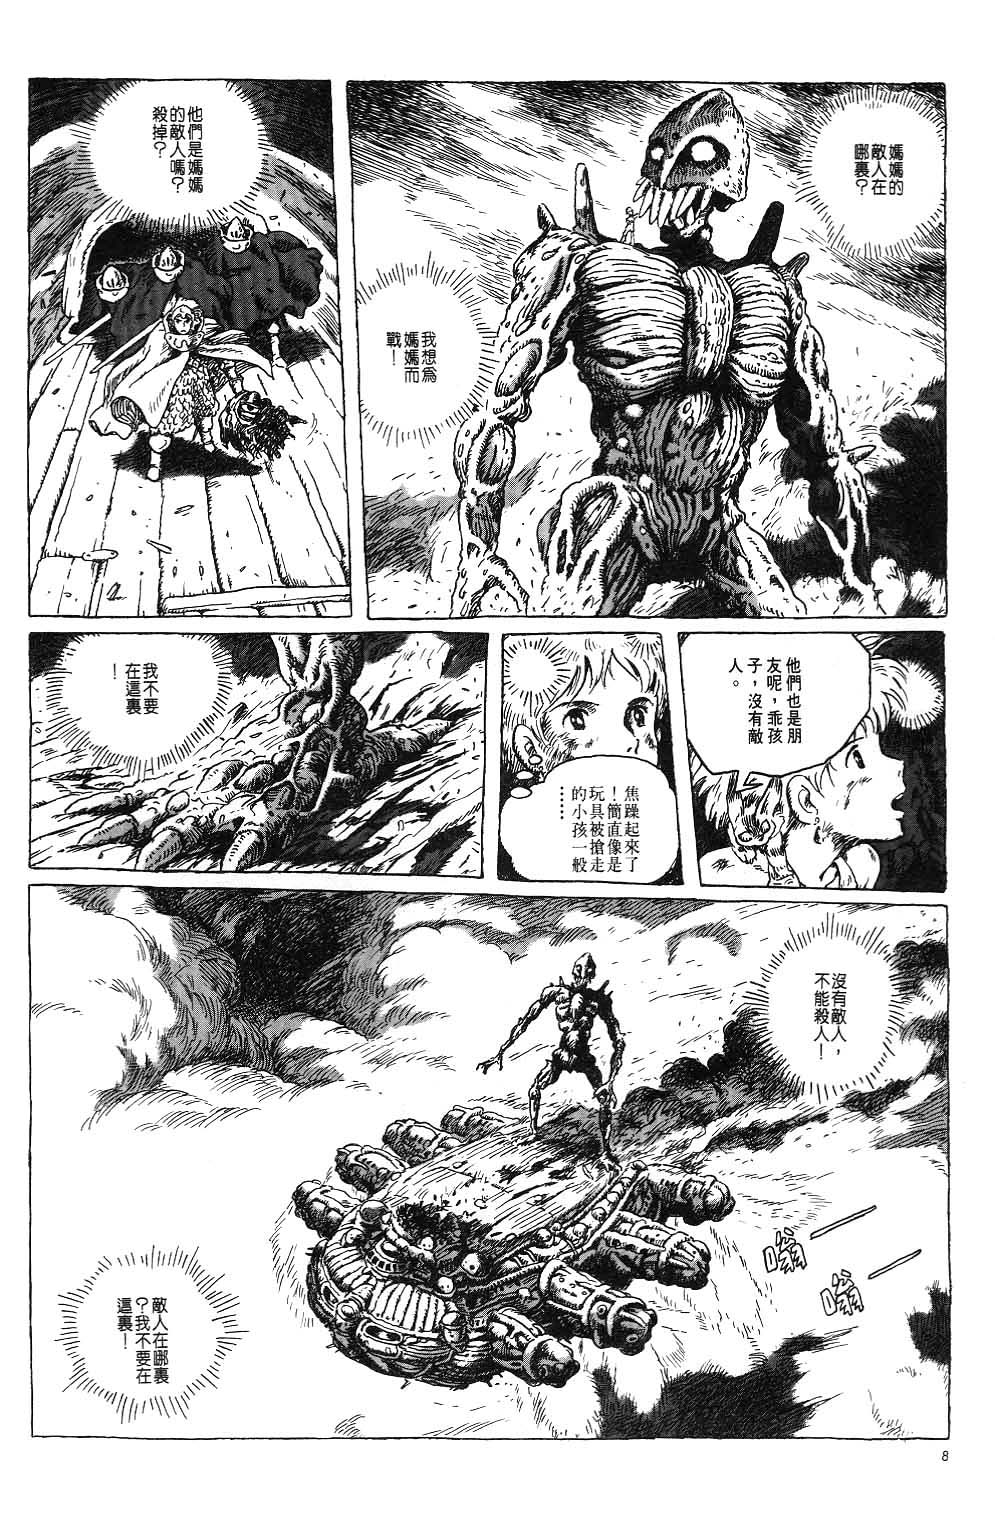 媽媽的
敵人在
哪裏？
我想為
媽媽而
戰！
他們是媽媽
的敵人嗎？
殺掉？
他們也是朋
友呢，乖孩
子，沒有敵
人。
焦躁起來了
！簡直像是
玩具被搶走
的小孩一般
……
我不要
在這裏
！
沒有敵人，
不能殺人！
嗡
嗡
敵人在哪裏
？我不要在
這裏！
8